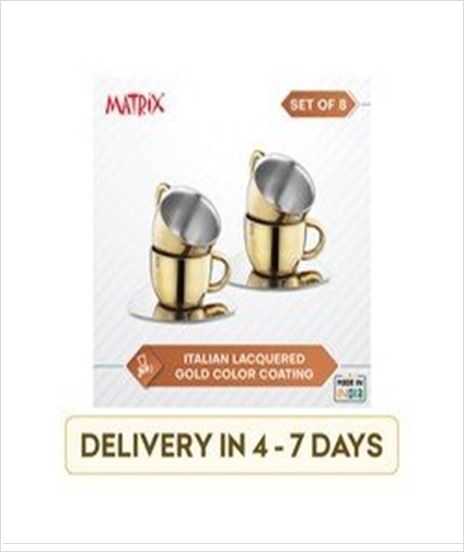 MATRIX
SET OF 8
ITALIAN LACQUERED
GOLD COLOR COATING
MADE IN
INDIA
DELIVERY IN 4 - 7 DAYS